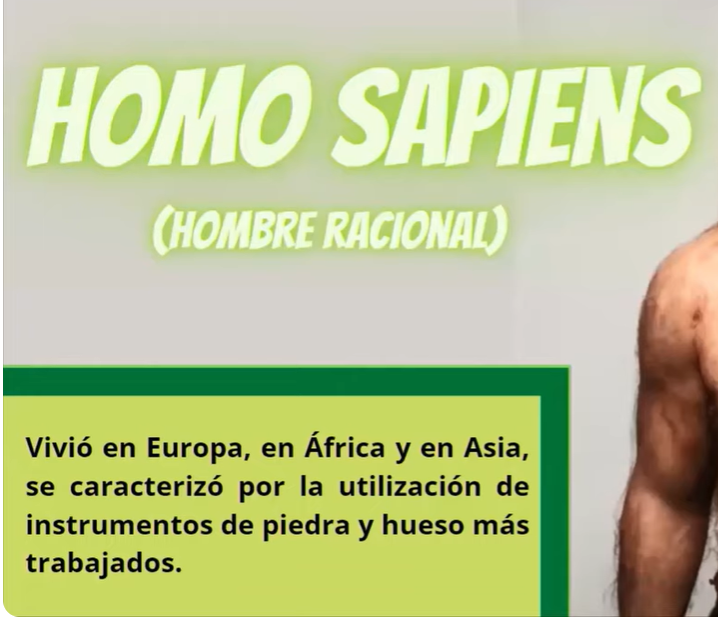 HOMO SAPIENS
(HOMBRE RACIONAL)
Vivió en Europa, en África y en Asia,
se caracterizó por la utilización de
instrumentos de piedra y hueso más
trabajados.